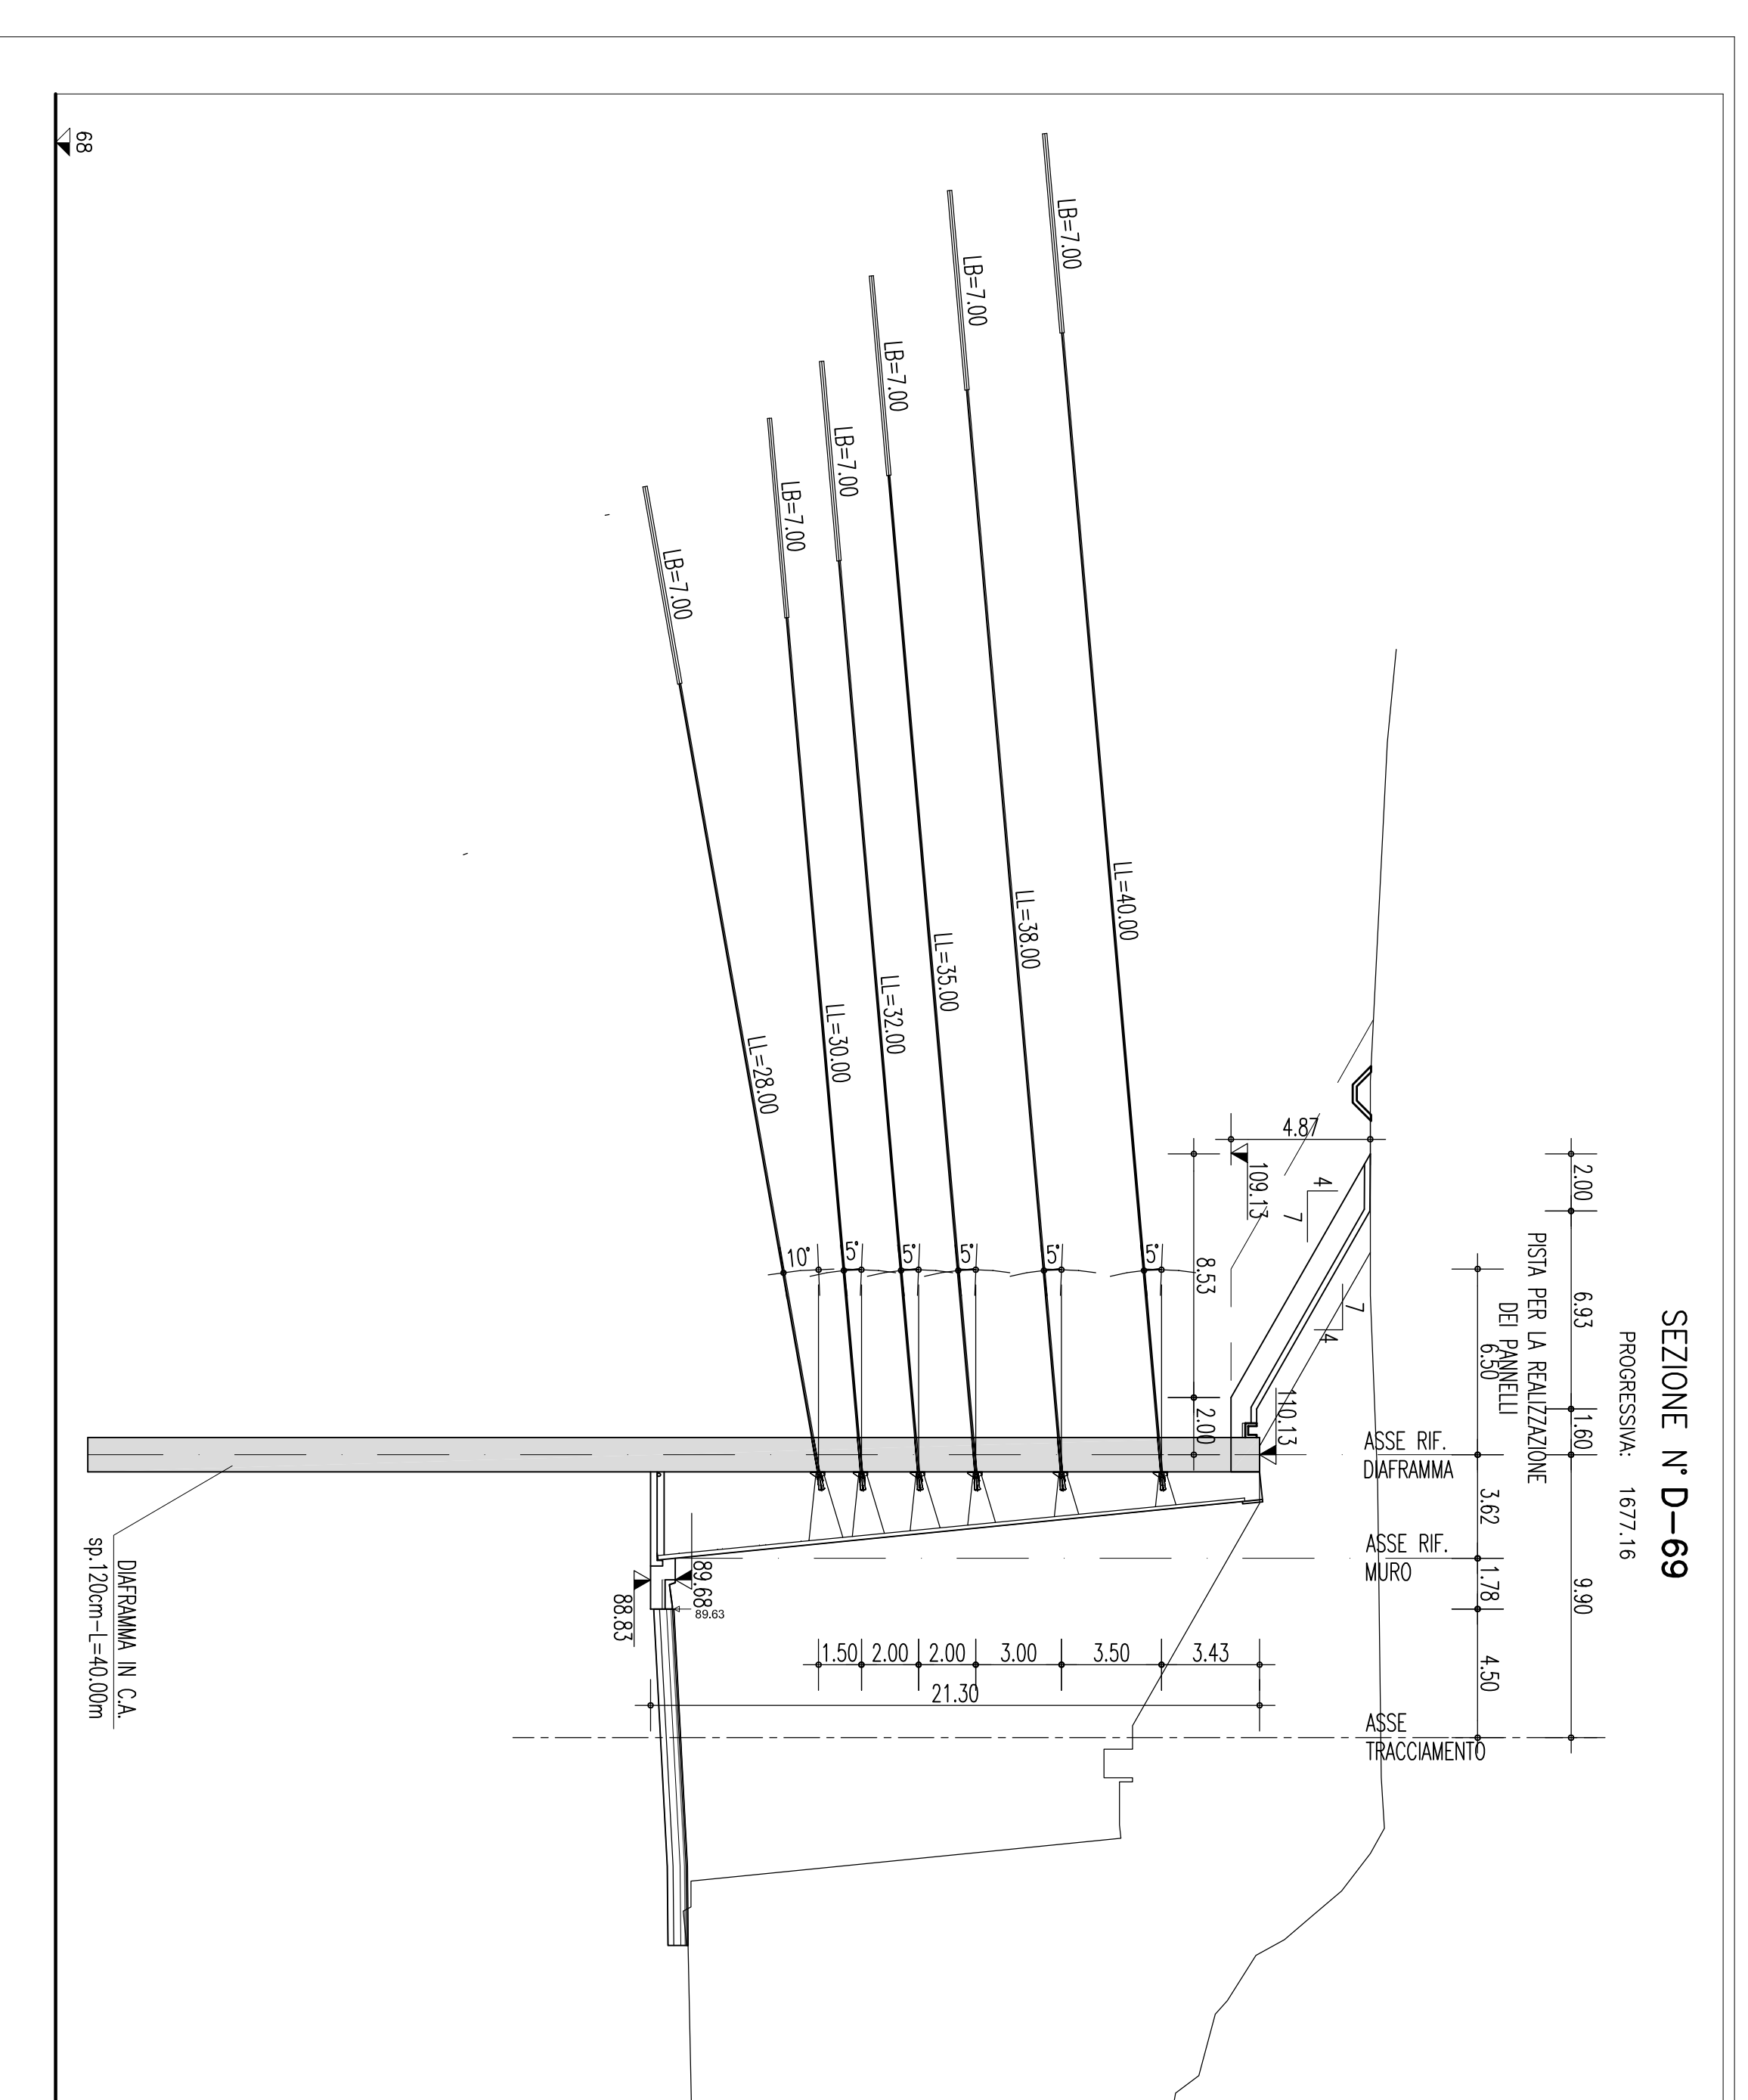 SEZIONE N° D-69
PROGRESSIVA: 1677.16
2.00
6.93
1.60
9.90
PISTA PER LA REALIZZAZIONE
DEI PANNELLI
6.50
3.62
1.78
4.50
ASSE RIF.
DIAFRAMMA
ASSE RIF.
MURO
ASSE
TRACCIAMENTO
4.87
109.13
4
7
7
4
110.13
8.53
2.00
LB=7.00
LL=40.00
5°
LB=7.00
LL=38.00
5°
LB=7.00
LL=35.00
5°
LB=7.00
LL=32.00
5°
LB=7.00
LL=30.00
5°
LB=7.00
LL=28.00
10°
3.43
3.50
3.00
2.00
2.00
1.50
21.30
89.68
89.63
88.83
DIAFRAMMA IN C.A.
sp.120cm-L=40.00m
68